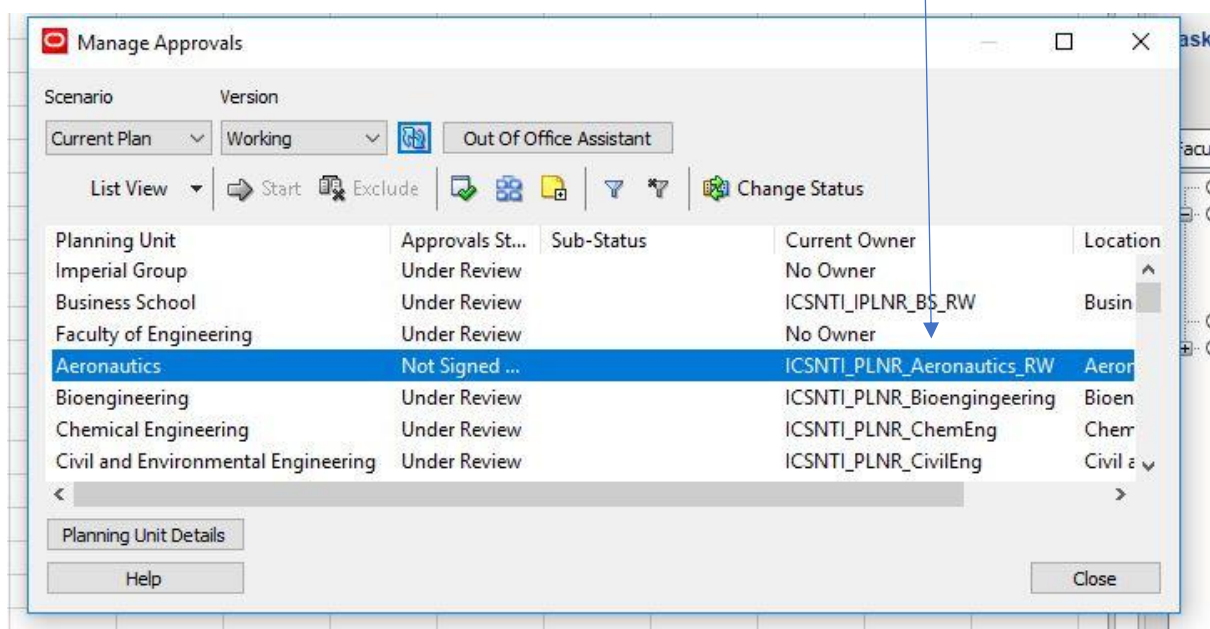 Manage Approvals
ask
Scenario Version
Current Plan Working Out Of Office Assistant
Facu
List View Start Exclude Change Status
Planning Unit Approvals St... Sub-Status Current Owner Location
Imperial Group Under Review No Owner
Business School Under Review ICSNTI_IPLNR_BS_RW Busin
Faculty of Engineering Under Review No Owner
Aeronautics Not Signed ... ICSNTI_PLNR_Aeronautics_RW Aeron
Bioengineering Under Review ICSNTI_PLNR_Bioengingeering Bioen
Chemical Engineering Under Review ICSNTI_PLNR_ChemEng Chem
Civil and Environmental Engineering Under Review ICSNTI_PLNR_CivilEng Civil a
Planning Unit Details
Help Close